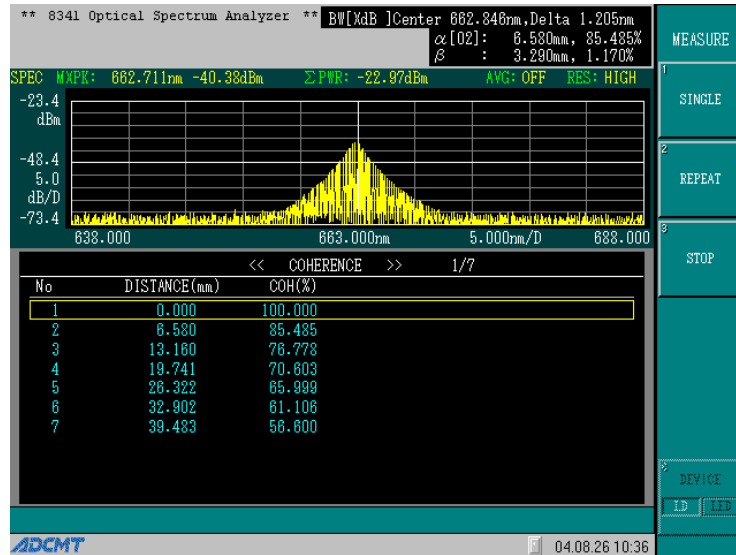 ** 8341 Optical Spectrum Analyzer **
BW[XdB ]Center 662.846nm,Delta 1.205nm
α[02]: 6.580mm, 85.485%
β : 3.290mm, 1.170%
MEASURE
SPEC MXPK: 662.711nm -40.38dBm ΣPWR: -22.97dBm AVG: OFF RES: HIGH
1
SINGLE
-23.4
dBm
-48.4
5.0
dB/D
-73.4
2
REPEAT
638.000 663.000nm 5.000nm/D 688.000
3
STOP
<< COHERENCE >> 1/7
No DISTANCE(mm) COH(%)
1 0.000 100.000
2 6.580 85.485
3 13.160 76.778
4 19.741 70.603
5 26.322 65.999
6 32.902 61.106
7 39.483 56.600
DEVICE
LD LED
ADCMT
04.08.26 10:36